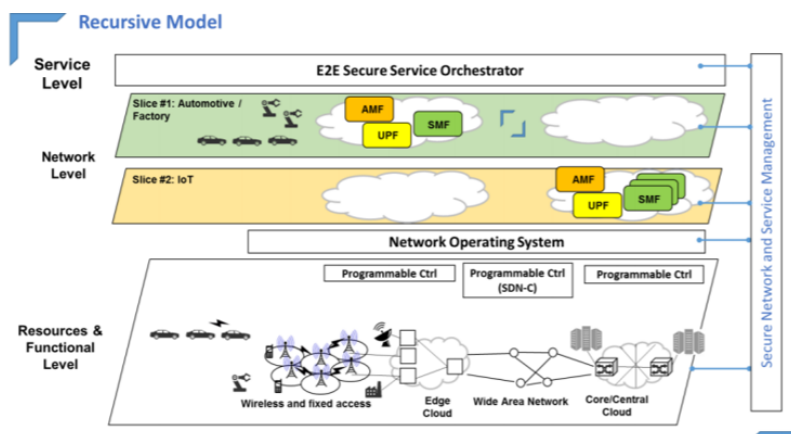 Recursive Model
Service
Level
E2E Secure Service Orchestrator
Slice #1: Automotive /
Factory
AMF
UPF
SMF
Network
Level
Slice #2: IoT
AMF
UPF
SMF
Network Operating System
Programmable Ctrl
Programmable Ctrl
(SDN-C)
Programmable Ctrl
Resources &
Functional
Level
Wireless and fixed access
Edge
Cloud
Wide Area Network
Core/Central
Cloud
Secure Network and Service Management